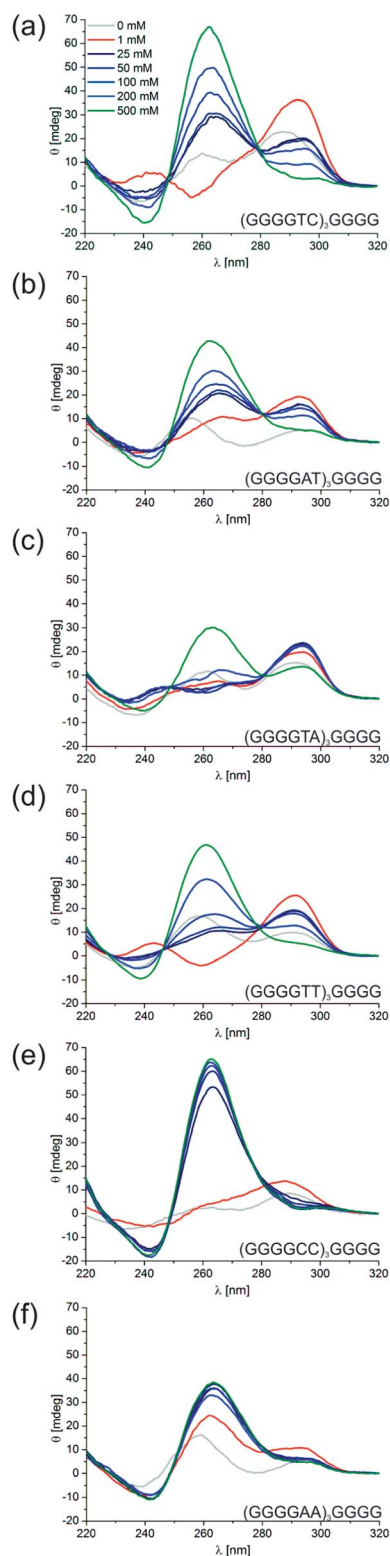 (a)
70
60
50
40
30
20
10
0
-10
-20
θ [mdeg]
0 mM
1 mM
25 mM
50 mM
100 mM
200 mM
500 mM
(GGGGTC)₃GGGG
220 240 260 280 300 320
λ [nm]
(b)
70
60
50
40
30
20
10
0
-10
-20
θ [mdeg]
(GGGGAT)₃GGGG
220 240 260 280 300 320
λ [nm]
(c)
70
60
50
40
30
20
10
0
-10
-20
θ [mdeg]
(GGGGTA)₃GGGG
220 240 260 280 300 320
λ [nm]
(d)
70
60
50
40
30
20
10
0
-10
-20
θ [mdeg]
(GGGGTT)₃GGGG
220 240 260 280 300 320
λ [nm]
(e)
70
60
50
40
30
20
10
0
-10
-20
θ [mdeg]
(GGGGCC)₃GGGG
220 240 260 280 300 320
λ [nm]
(f)
70
60
50
40
30
20
10
0
-10
-20
θ [mdeg]
(GGGGAA)₃GGGG
220 240 260 280 300 320
λ [nm]